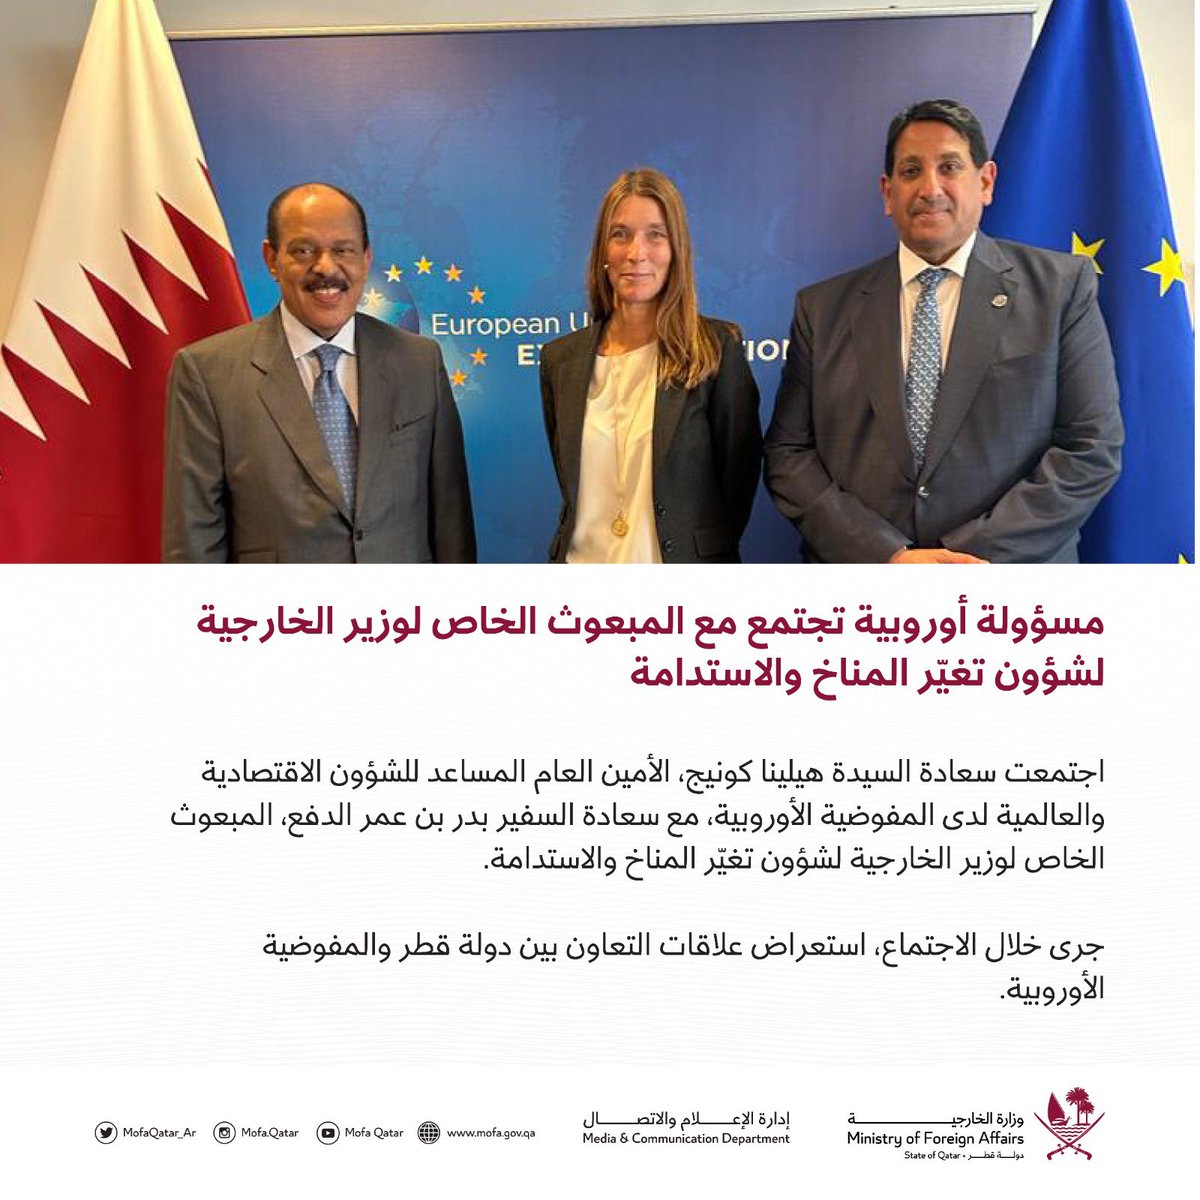 European U
EX
TION
مسؤولة أوروبية تجتمع مع المبعوث الخاص لوزير الخارجية
لشؤون تغيّر المناخ والاستدامة
اجتمعت سعادة السيدة هيلينا كونيج، الأمين العام المساعد للشؤون الاقتصادية
والعالمية لدى المفوضية الأوروبية، مع سعادة السفير بدر بن عمر الدفع، المبعوث
الخاص لوزير الخارجية لشؤون تغيّر المناخ والاستدامة.
جرى خلال الاجتماع، استعراض علاقات التعاون بين دولة قطر والمفوضية
الأوروبية.
MofaQatar_Ar
Mofa.Qatar
Mofa Qatar
www.mofa.gov.qa
إدارة الإعلام والاتصال
Media & Communication Department
وزارة الخارجية
Ministry of Foreign Affairs
State of Qatar • دولة قطر